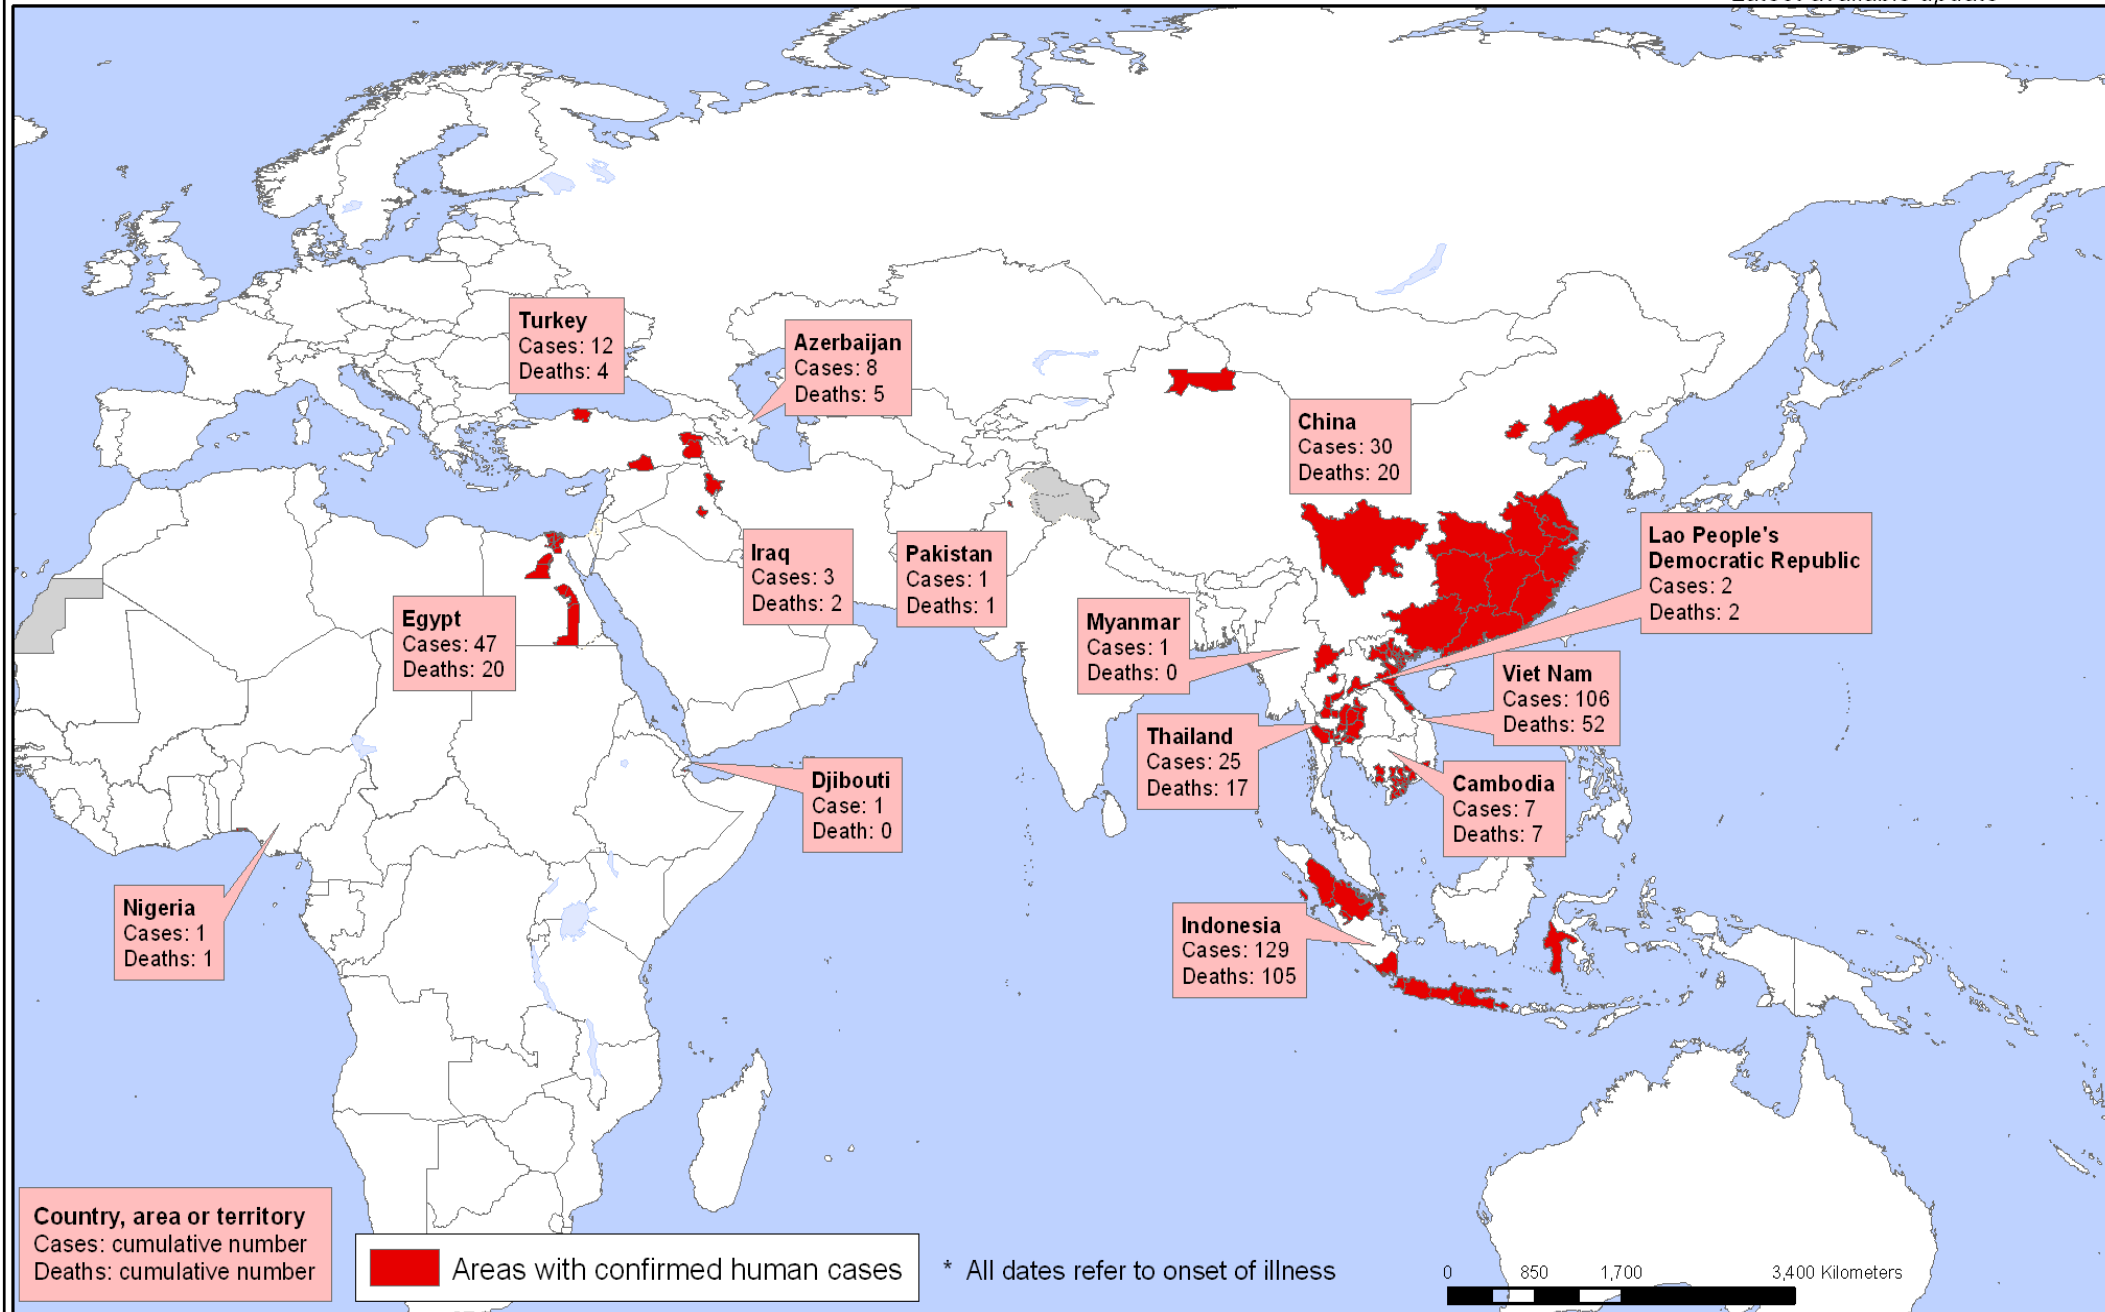 Latest available update
Turkey
Cases: 12
Deaths: 4
Azerbaijan
Cases: 8
Deaths: 5
China
Cases: 30
Deaths: 20
Lao People's
Democratic Republic
Cases: 2
Deaths: 2
Iraq
Cases: 3
Deaths: 2
Pakistan
Cases: 1
Deaths: 1
Egypt
Cases: 47
Deaths: 20
Myanmar
Cases: 1
Deaths: 0
Viet Nam
Cases: 106
Deaths: 52
Thailand
Cases: 25
Deaths: 17
Djibouti
Case: 1
Death: 0
Cambodia
Cases: 7
Deaths: 7
Nigeria
Cases: 1
Deaths: 1
Indonesia
Cases: 129
Deaths: 105
Country, area or territory
Cases: cumulative number
Deaths: cumulative number
Areas with confirmed human cases
* All dates refer to onset of illness
0 850 1,700 3,400 Kilometers